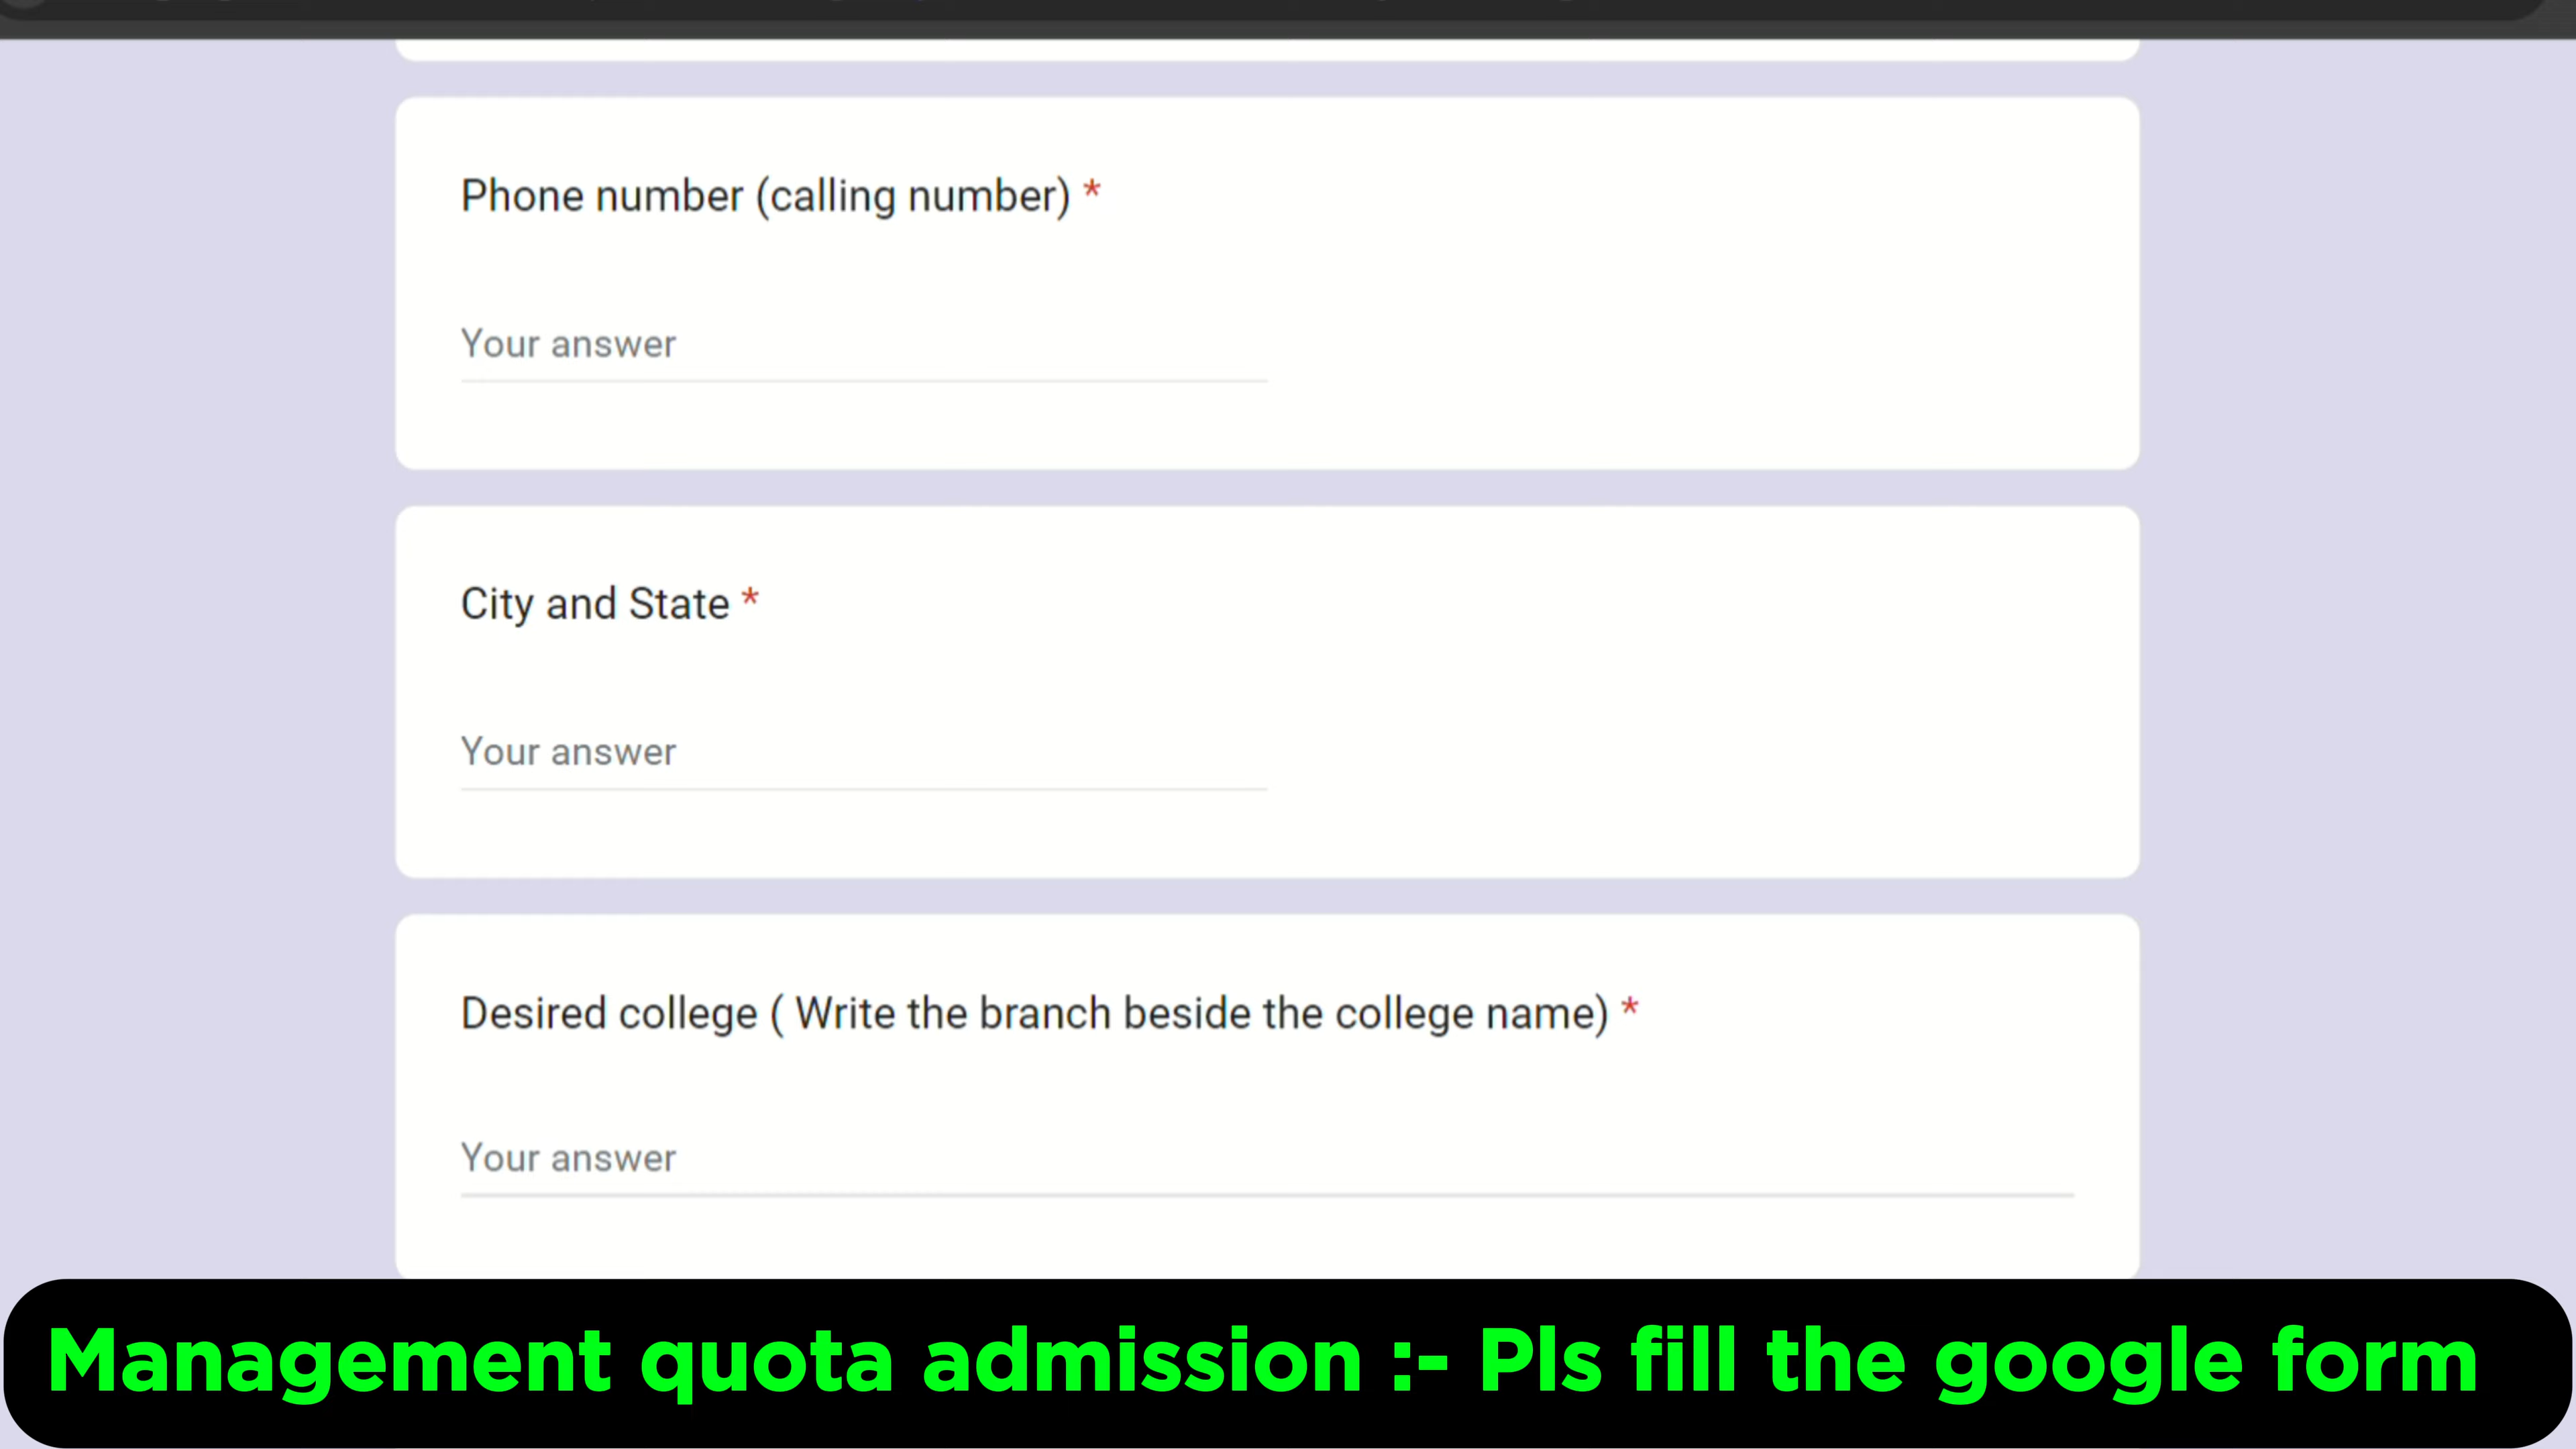 Phone number (calling number) *
Your answer
City and State *
Your answer
Desired college ( Write the branch beside the college name) *
Your answer
Management quota admission :- Pls fill the google form